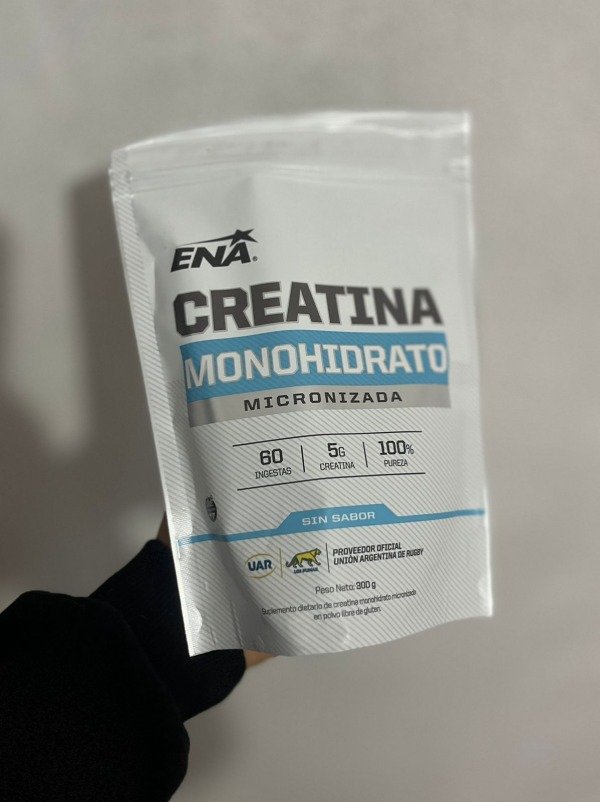 ENA®
CREATINA
MONOHIDRATO
MICRONIZADA
60 INGESTAS
5G CREATINA
100% PUREZA
SIN SABOR
UAR
LOS PUMAS
PROVEEDOR OFICIAL
UNIÓN ARGENTINA DE RUGBY
Peso Neto: 300 g
Suplemento dietario de creatina monohidrato micronizada
en polvo libre de gluten.